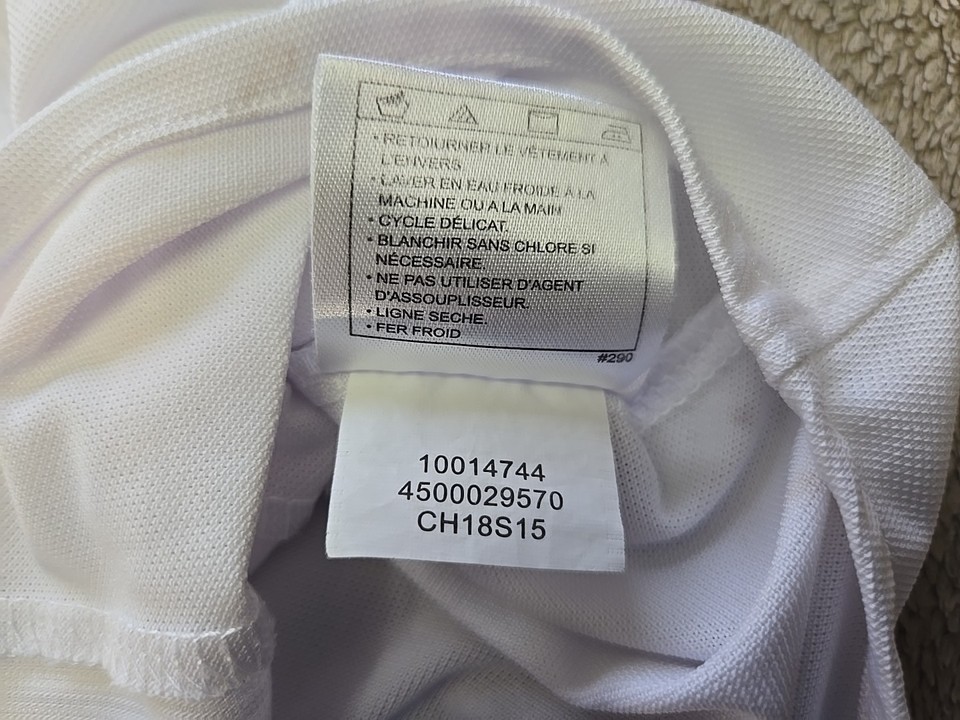 • RETOURNER LE VÊTEMENT À
L'ENVERS.
• LAVER EN EAU FROIDE À LA
MACHINE OU A LA MAIN
• CYCLE DÉLICAT.
• BLANCHIR SANS CHLORE SI
NÉCESSAIRE.
• NE PAS UTILISER D'AGENT
D'ASSOUPLISSEUR.
• LIGNE SECHE.
• FER FROID
#290
10014744
4500029570
CH18S15